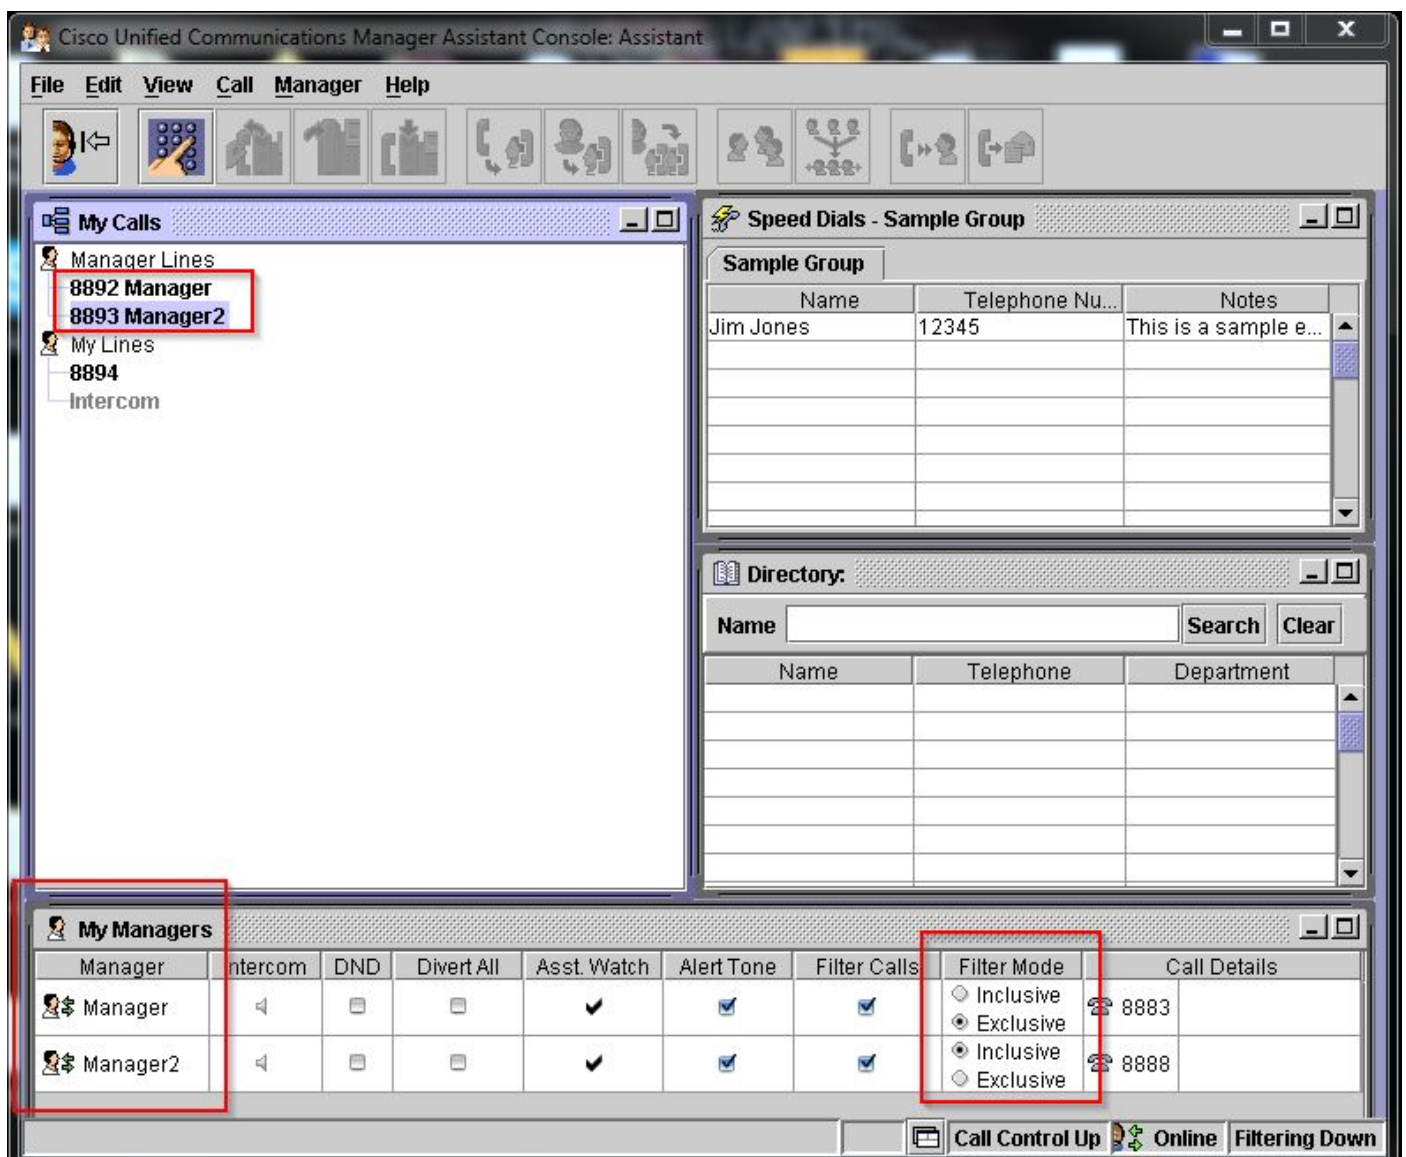 Cisco Unified Communications Manager Assistant Console: Assistant
File Edit View Call Manager Help
My Calls
Manager Lines
8892 Manager
8893 Manager2
My Lines
8894
Intercom
Speed Dials - Sample Group
Sample Group
Name Telephone Nu... Notes
Jim Jones 12345 This is a sample e...
Directory:
Name Search Clear
Name Telephone Department
My Managers
Manager Intercom DND Divert All Asst. Watch Alert Tone Filter Calls Filter Mode Call Details
Manager Inclusive 8883
Exclusive
Manager2 Inclusive 8888
Exclusive
Call Control Up Online Filtering Down